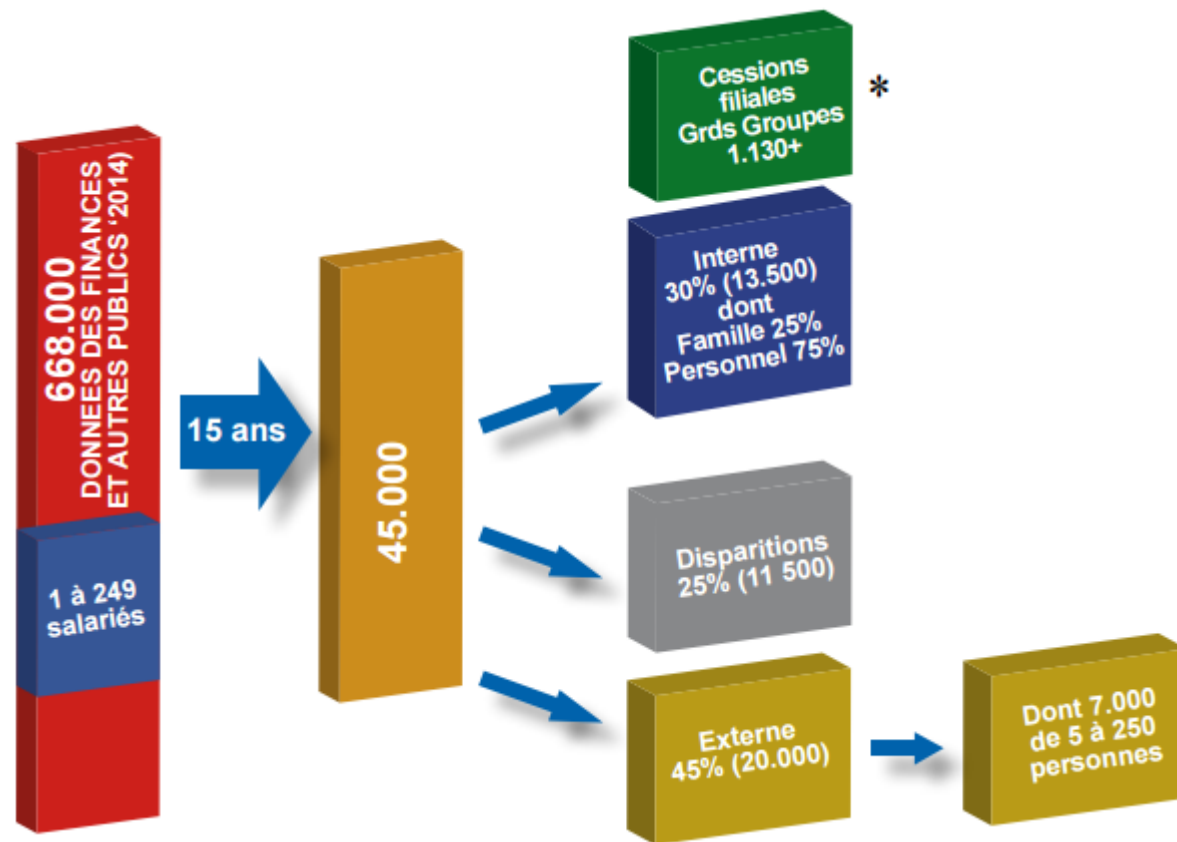 668.000
DONNEES DES FINANCES
ET AUTRES PUBLICS ‘2014)
1 à 249
salariés
15 ans
45.000
Cessions
filiales
Grds Groupes
1.130+
*
Interne
30% (13.500)
dont
Famille 25%
Personnel 75%
Disparitions
25% (11 500)
Externe
45% (20.000)
Dont 7.000
de 5 à 250
personnes